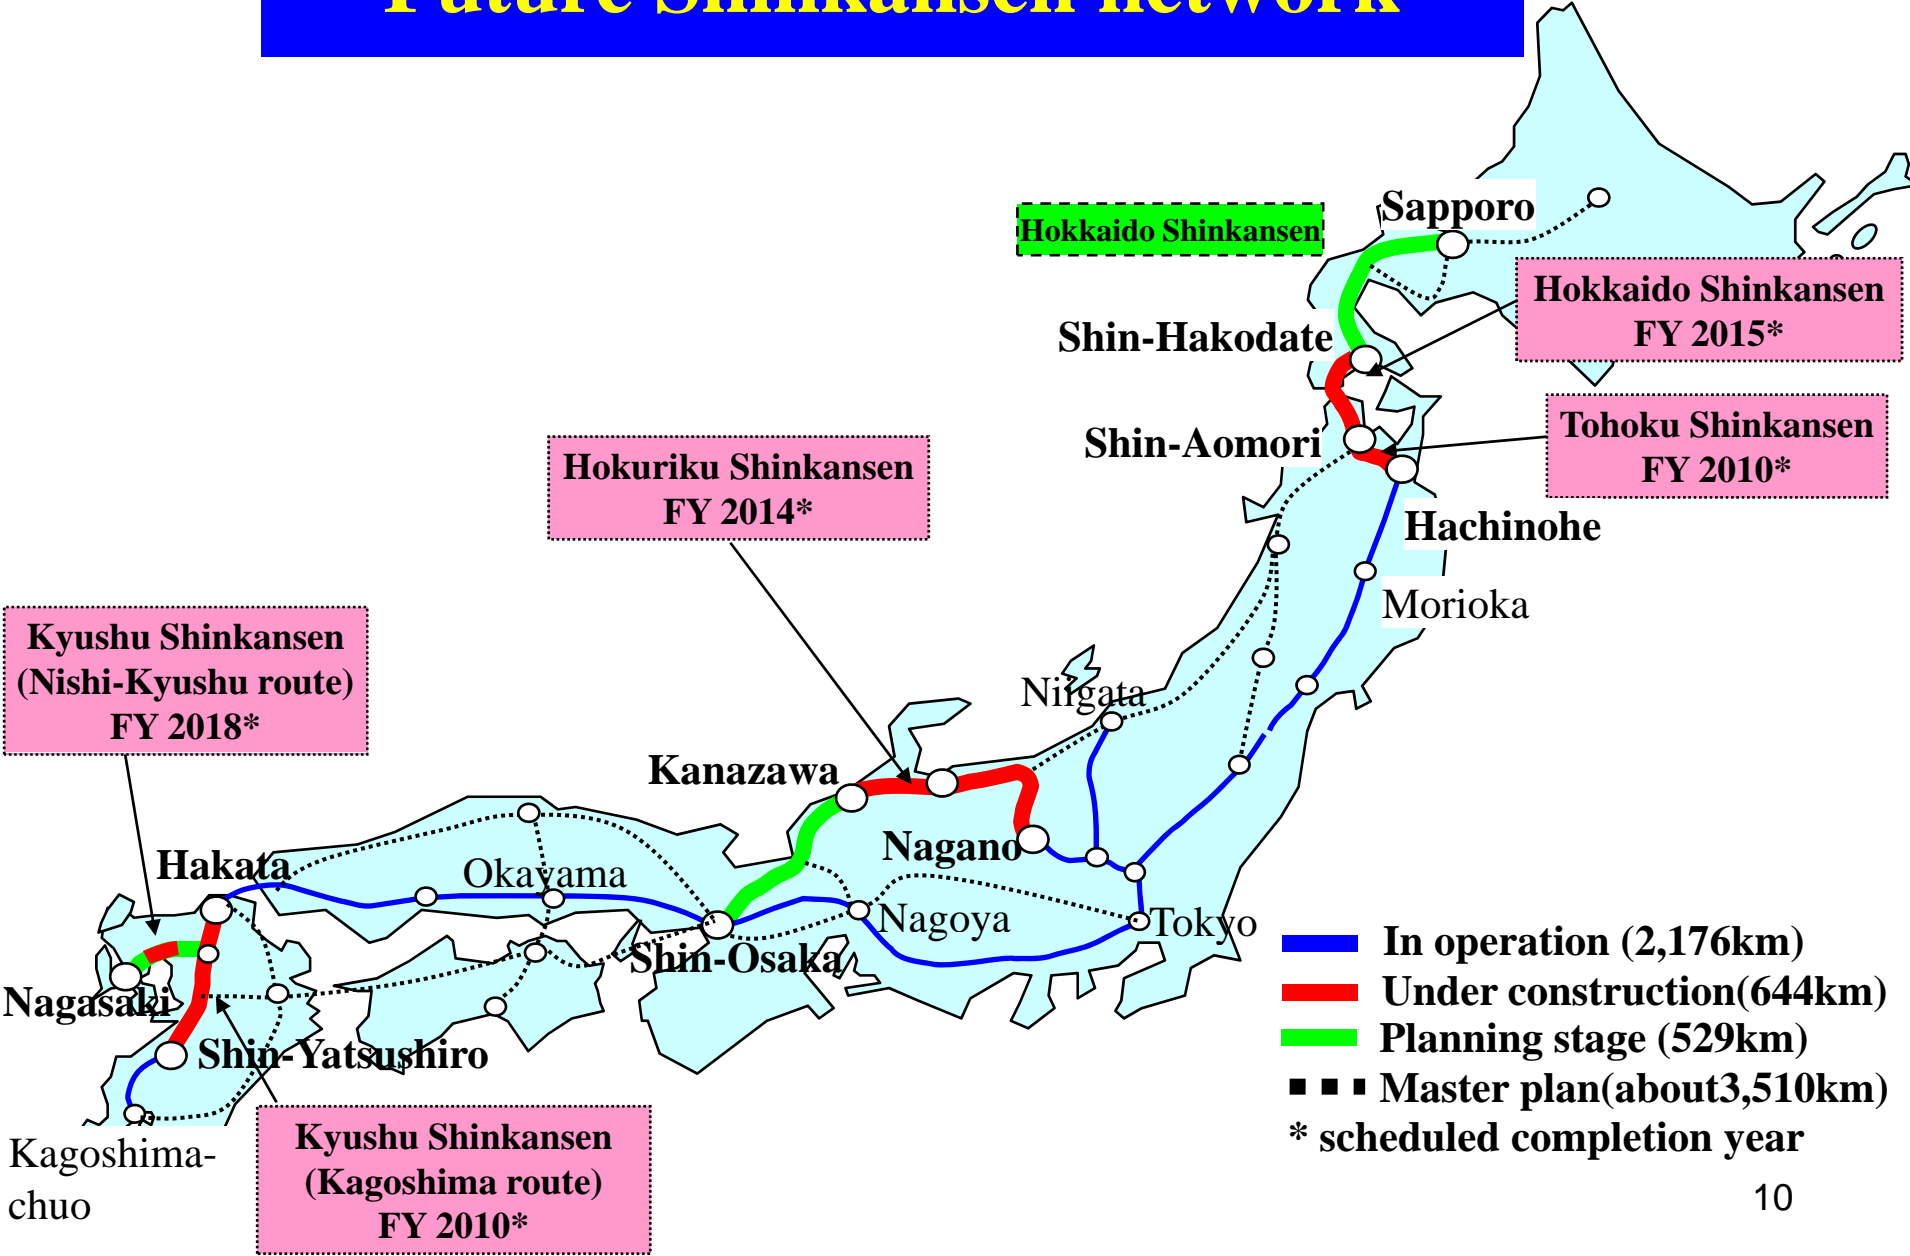 Future Shinkansen network
Sapporo
Hokkaido Shinkansen
Hokkaido Shinkansen
FY 2015*
Shin-Hakodate
Tohoku Shinkansen
FY 2010*
Shin-Aomori
Hokuriku Shinkansen
FY 2014*
Hachinohe
Morioka
Kyushu Shinkansen
(Nishi-Kyushu route)
FY 2018*
Niigata
Kanazawa
Nagano
Hakata
Okayama
Nagoya
Tokyo
Shin-Osaka
Nagasaki
Shin-Yatsushiro
Kagoshima-
chuo
Kyushu Shinkansen
(Kagoshima route)
FY 2010*
In operation (2,176km)
Under construction(644km)
Planning stage (529km)
Master plan(about3,510km)
* scheduled completion year
10